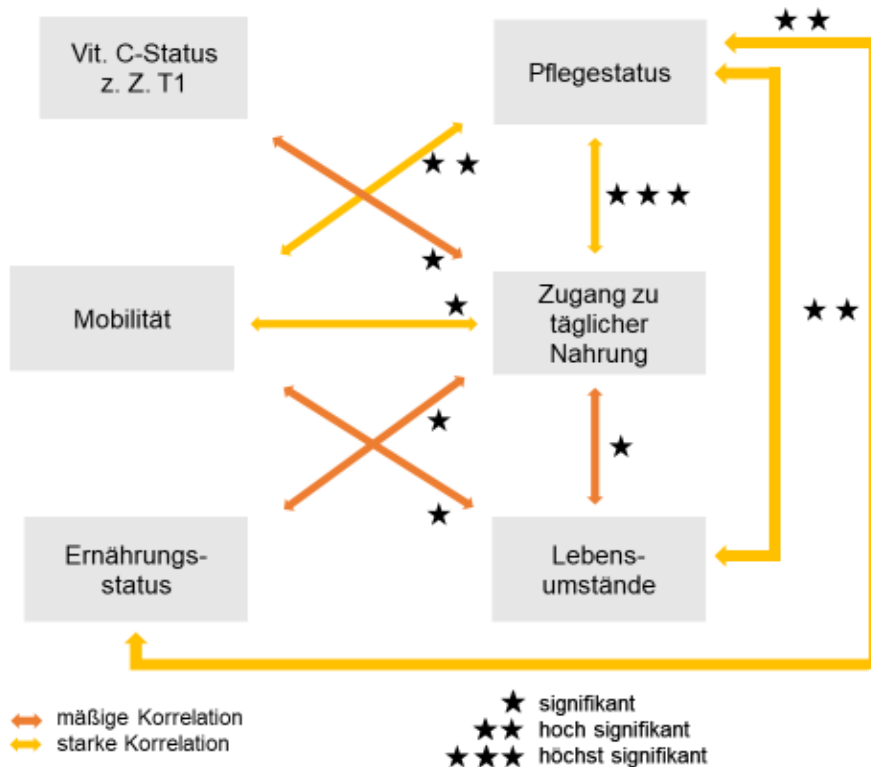 Vit. C-Status
z. Z. T1
Pflegestatus
Mobilität
Zugang zu
täglicher
Nahrung
Ernährungs-
status
Lebens-
umstände
mäßige Korrelation
starke Korrelation
signifikant
hoch signifikant
höchst signifikant